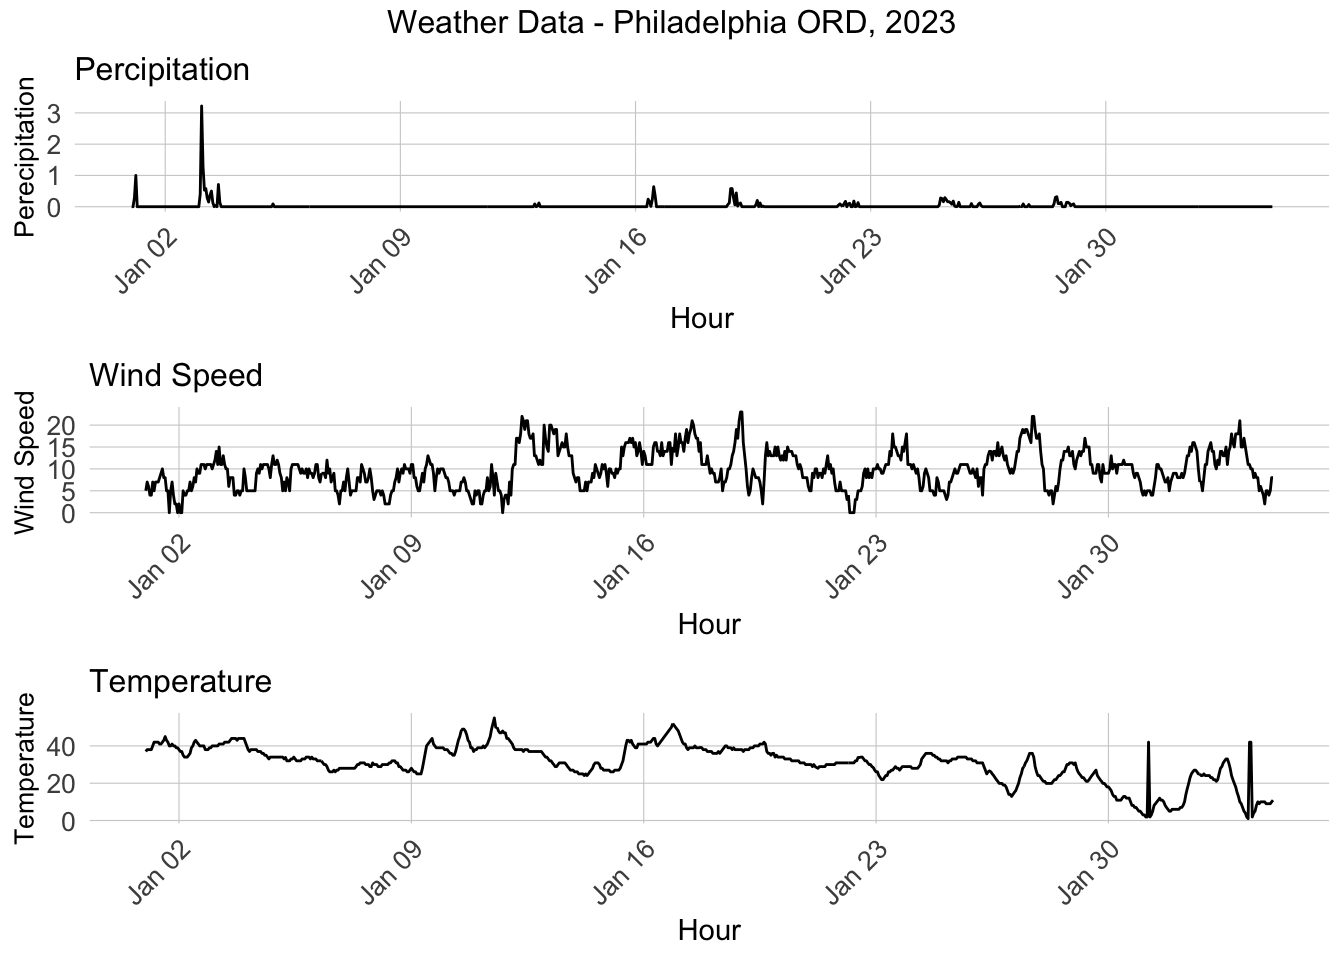 Weather Data - Philadelphia ORD, 2023
Percipitation
Perecipitation
3
2
1
0
Jan 02
Jan 09
Jan 16
Jan 23
Jan 30
Hour
Wind Speed
Wind Speed
20
15
10
5
0
Jan 02
Jan 09
Jan 16
Jan 23
Jan 30
Hour
Temperature
Temperature
40
20
0
Jan 02
Jan 09
Jan 16
Jan 23
Jan 30
Hour